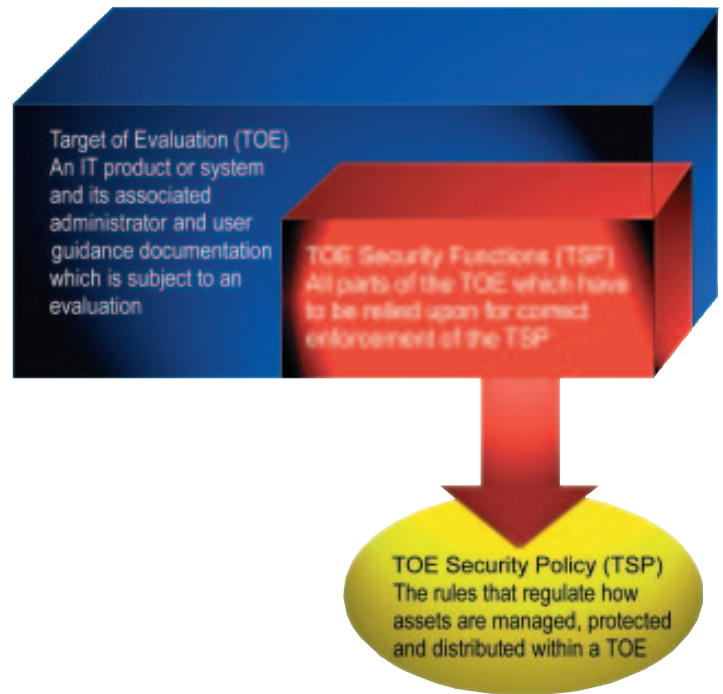 Target of Evaluation (TOE)
An IT product or system
and its associated
administrator and user
guidance documentation
which is subject to an
evaluation
TOE Security Functions (TSF)
All parts of the TOE which have
to be relied upon for correct
enforcement of the TSP
TOE Security Policy (TSP)
The rules that regulate how
assets are managed, protected
and distributed within a TOE